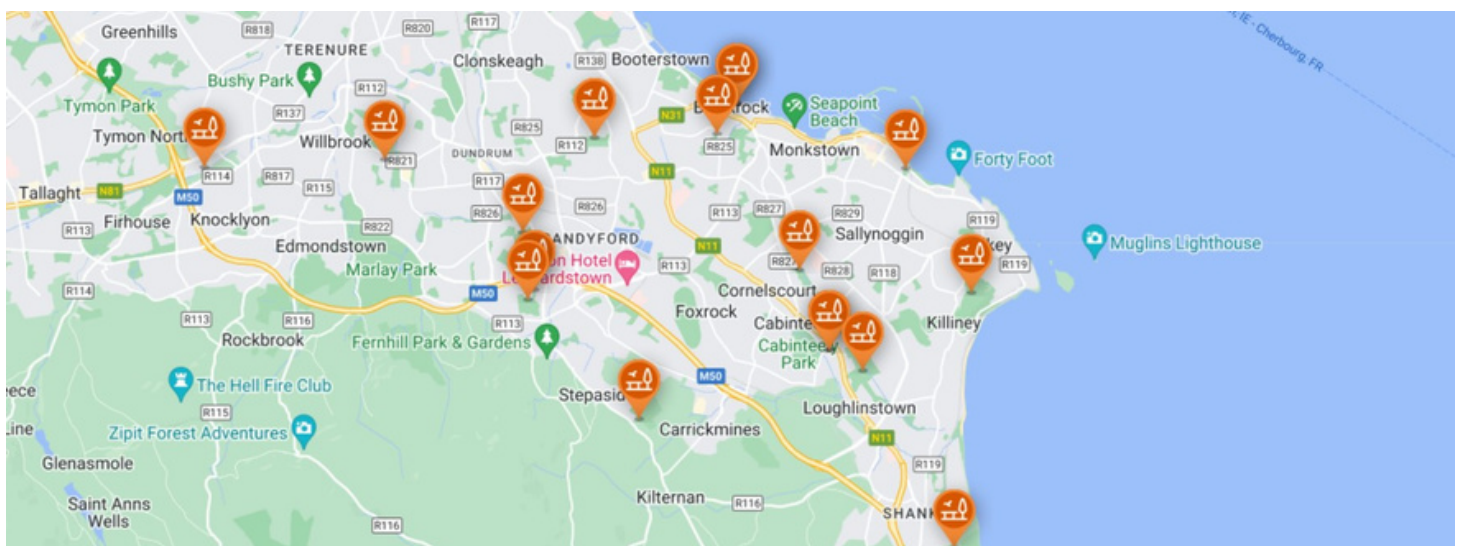 Greenhills
R818
R820
R117
IE - Cherbourg, FR
TERENURE
Clonskeagh
R138
Booterstown
Bushy Park
R112
Tymon Park
R137
Seapoint
Beach
N31
R825
Tymon
Willbrook
R821
R112
R825
DUNDRUM
Monkstown
Forty Foot
R114
R817
R115
R117
N11
Tallaght
N81
M50
Firhouse
Knocklyon
R826
R826
R113
R827
R829
R119
R113
R822
Edmondstown
Sallynoggin
Muglins Lighthouse
Marlay Park
N11
R113
R828
R118
R119
R114
M50
Cornelscourt
Foxrock
Killiney
R113
R116
R113
Rockbrook
Fernhill Park & Gardens
Park
M50
The Hell Fire Club
R115
Carrickmines
Loughlinstown
Zipit Forest Adventures
N11
Glenasmole
R119
Saint Anns
Wells
Kilternan
R116
R116